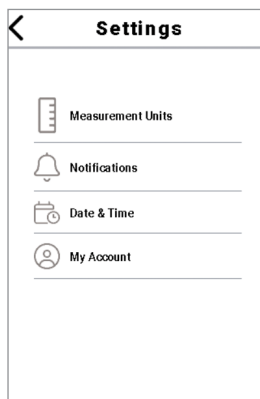 Settings
Measurement Units
Notifications
Date & Time
My Account